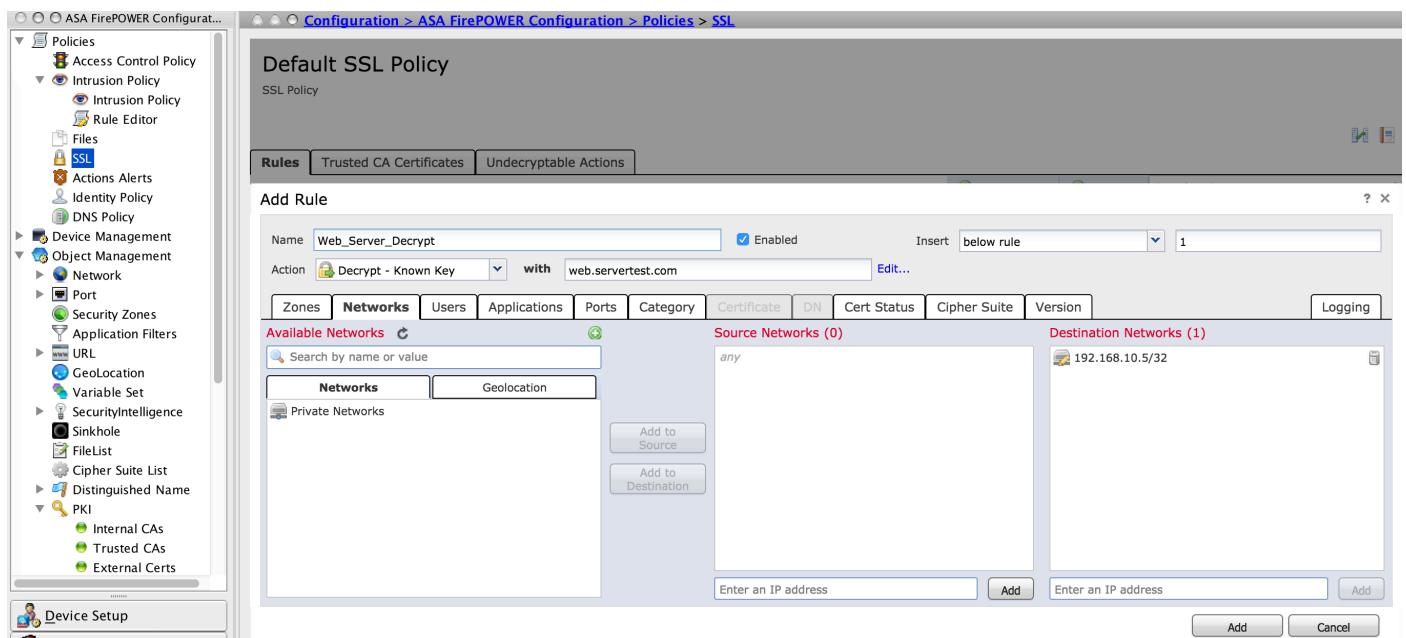 ASA FirePOWER Configurat...
Policies
Access Control Policy
Intrusion Policy
Intrusion Policy
Rule Editor
Files
SSL
Actions Alerts
Identity Policy
DNS Policy
Device Management
Object Management
Network
Port
Security Zones
Application Filters
URL
GeoLocation
Variable Set
SecurityIntelligence
Sinkhole
FileList
Cipher Suite List
Distinguished Name
PKI
Internal CAs
Trusted CAs
External Certs
Device Setup
Configuration > ASA FirePOWER Configuration > Policies > SSL
Default SSL Policy
SSL Policy
Rules Trusted CA Certificates Undecryptable Actions
Add Rule ?
Name Web_Server_Decrypt Enabled Insert below rule 1
Action Decrypt - Known Key with web.servertest.com Edit...
Zones Networks Users Applications Ports Category Certificate DN Cert Status Cipher Suite Version Logging
Available Networks Source Networks (0) Destination Networks (1)
Search by name or value any 192.168.10.5/32
Networks Geolocation
Private Networks
Add to
Source
Add to
Destination
Enter an IP address Add Enter an IP address Add
Add Cancel